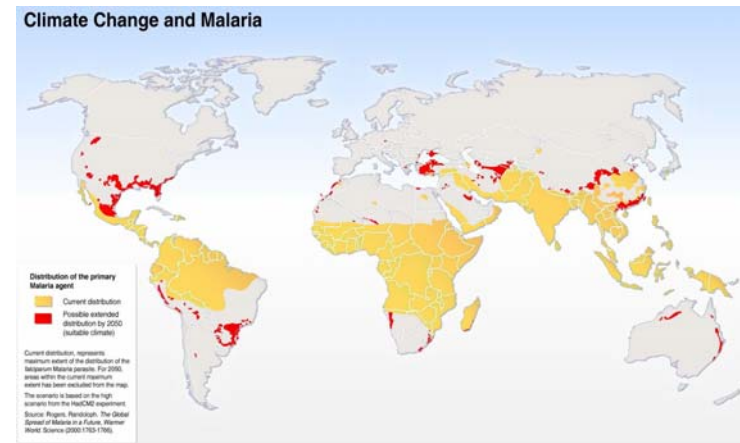 Climate Change and Malaria
Distribution of the primary
Malaria agent
Current distribution
Possible extended
distribution by 2050
(suitable climate)
Current distribution, represents
maximum extent of the distribution of the
falciparum Malaria parasite. For 2050,
areas within the current maximum
extent has been excluded from the map.
The scenario is based on the high
scenario from the HadCM2 experiment.
Source: Rogers, Randolph. The Global
Spread of Malaria in a Future, Warmer
World. Science (2000:1763-1766).